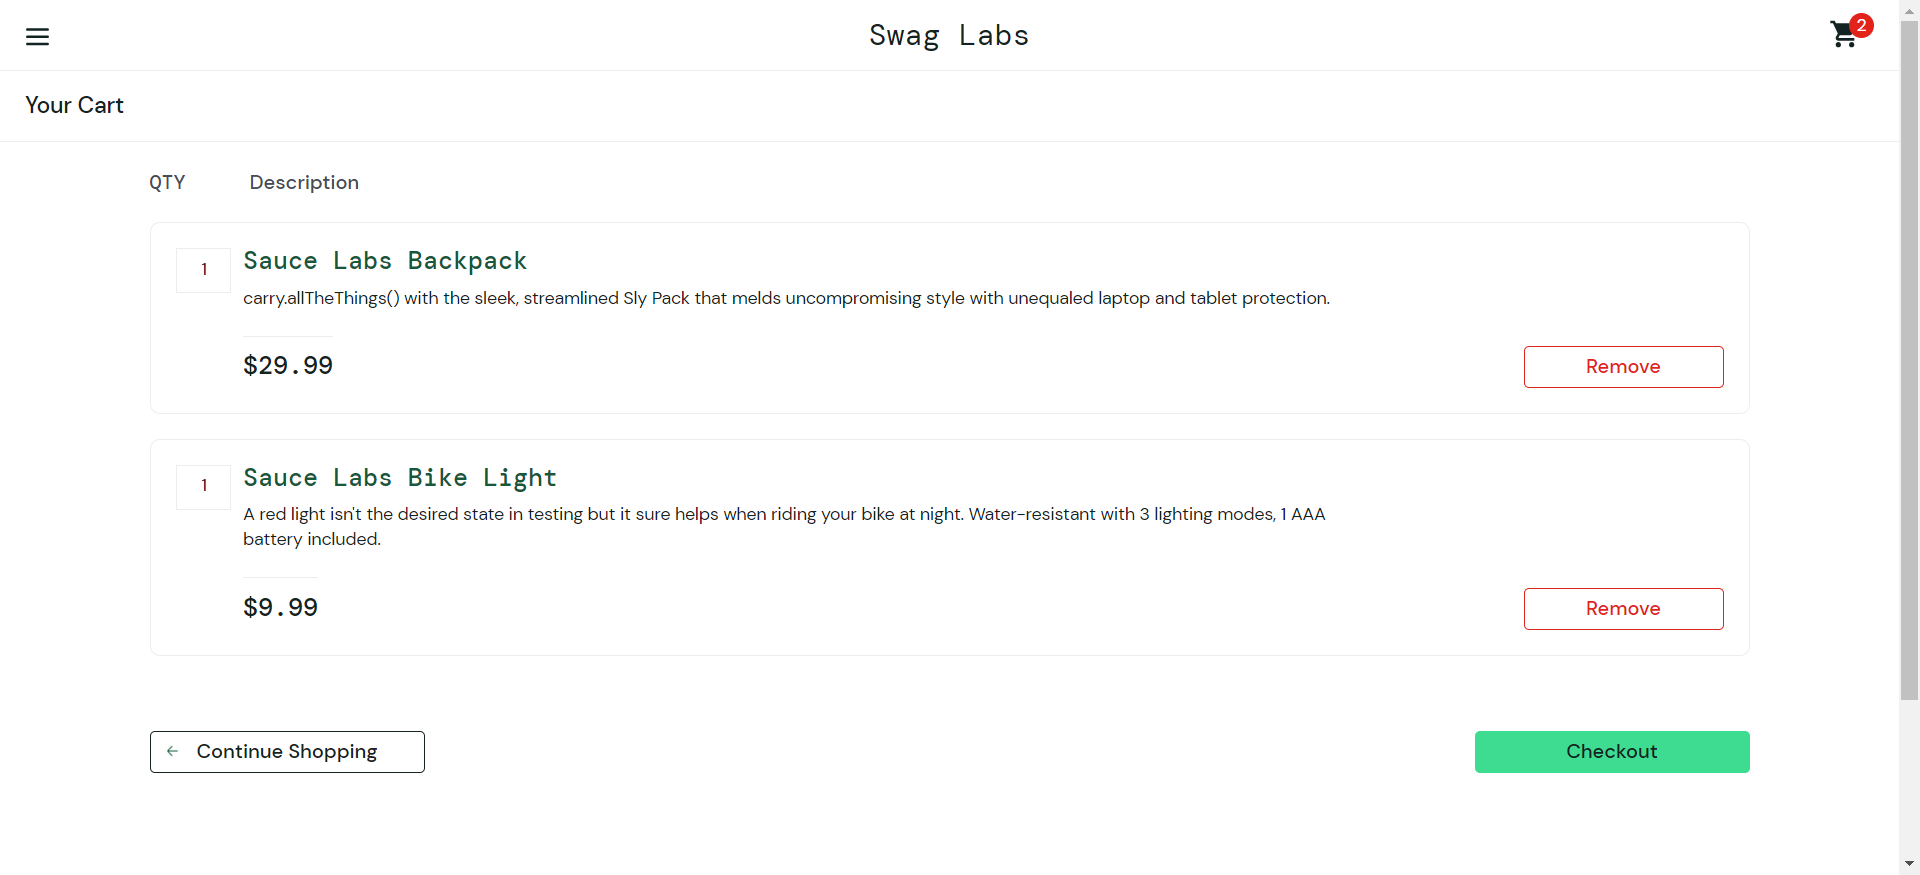 Swag Labs
2
Your Cart
QTY Description
1
Sauce Labs Backpack
carry.allTheThings() with the sleek, streamlined Sly Pack that melds uncompromising style with unequaled laptop and tablet protection.
$29.99
Remove
1
Sauce Labs Bike Light
A red light isn't the desired state in testing but it sure helps when riding your bike at night. Water-resistant with 3 lighting modes, 1 AAA
battery included.
$9.99
Remove
Continue Shopping
Checkout